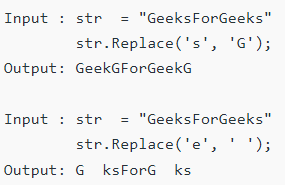 Input : str  = "GeeksForGeeks"
        str.Replace('s', 'G');
Output: GeekGForGeekG
Input : str  = "GeeksForGeeks"
        str.Replace('e', ' ');
Output: G  ksForG  ks